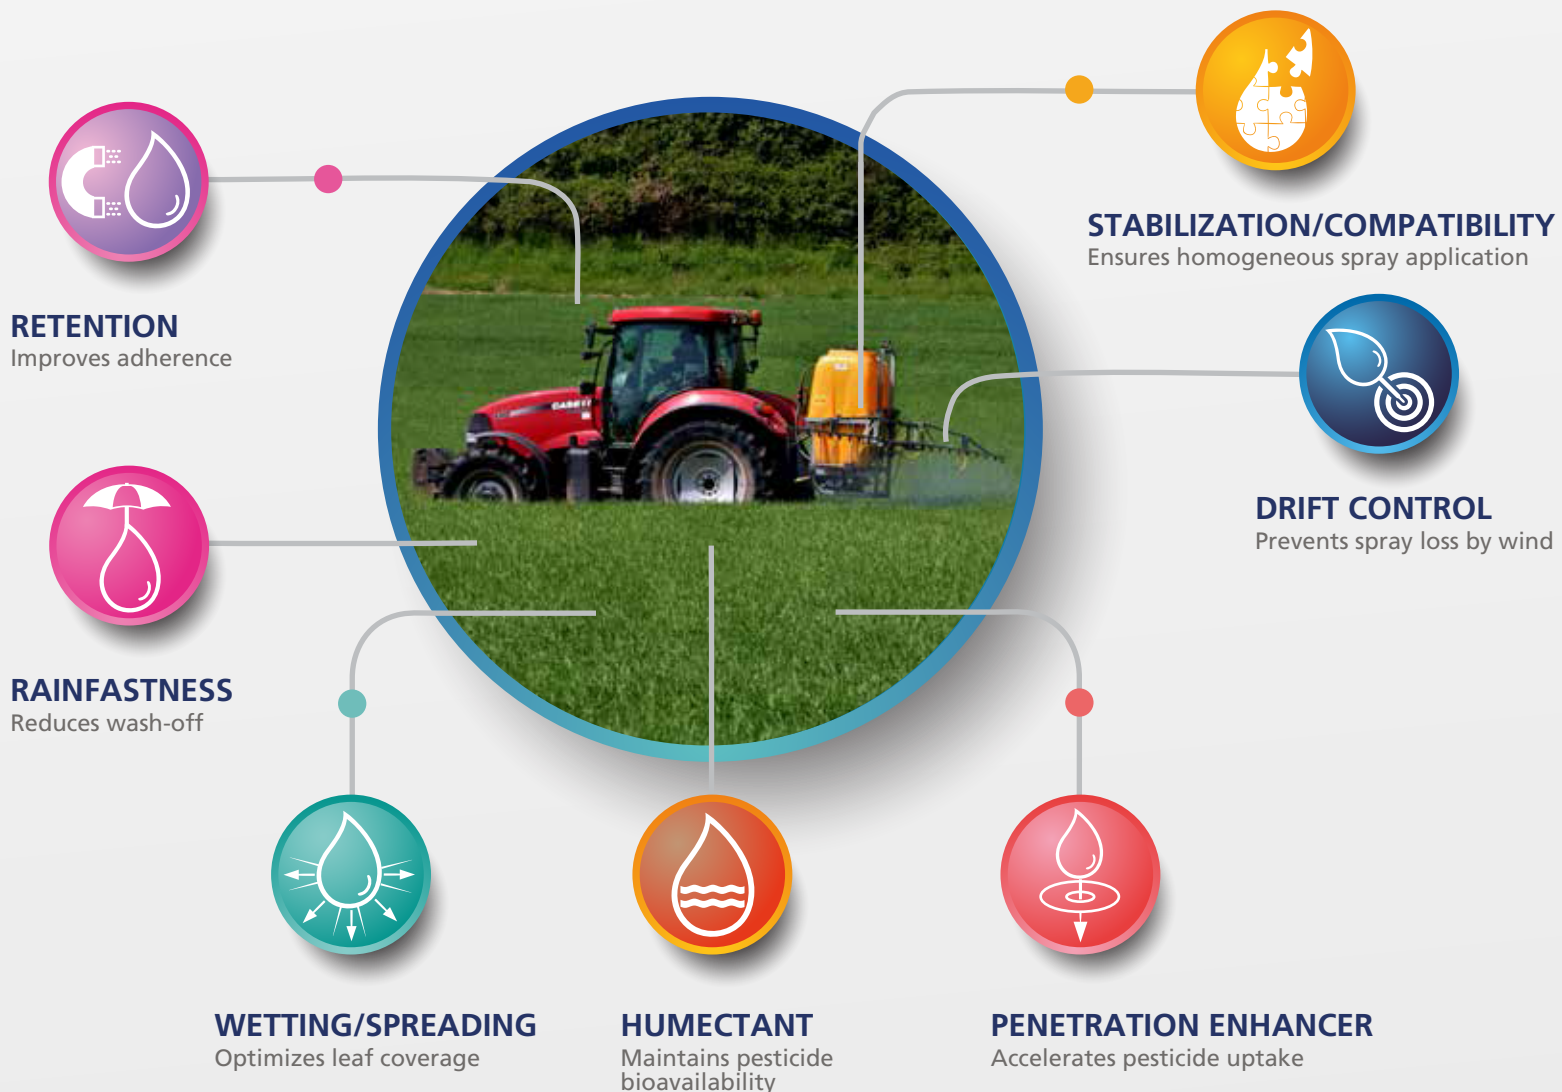 STABILIZATION/COMPATIBILITY
Ensures homogeneous spray application
RETENTION
Improves adherence
DRIFT CONTROL
Prevents spray loss by wind
RAINFASTNESS
Reduces wash-off
WETTING/SPREADING
Optimizes leaf coverage
HUMECTANT
Maintains pesticide
bioavailability
PENETRATION ENHANCER
Accelerates pesticide uptake